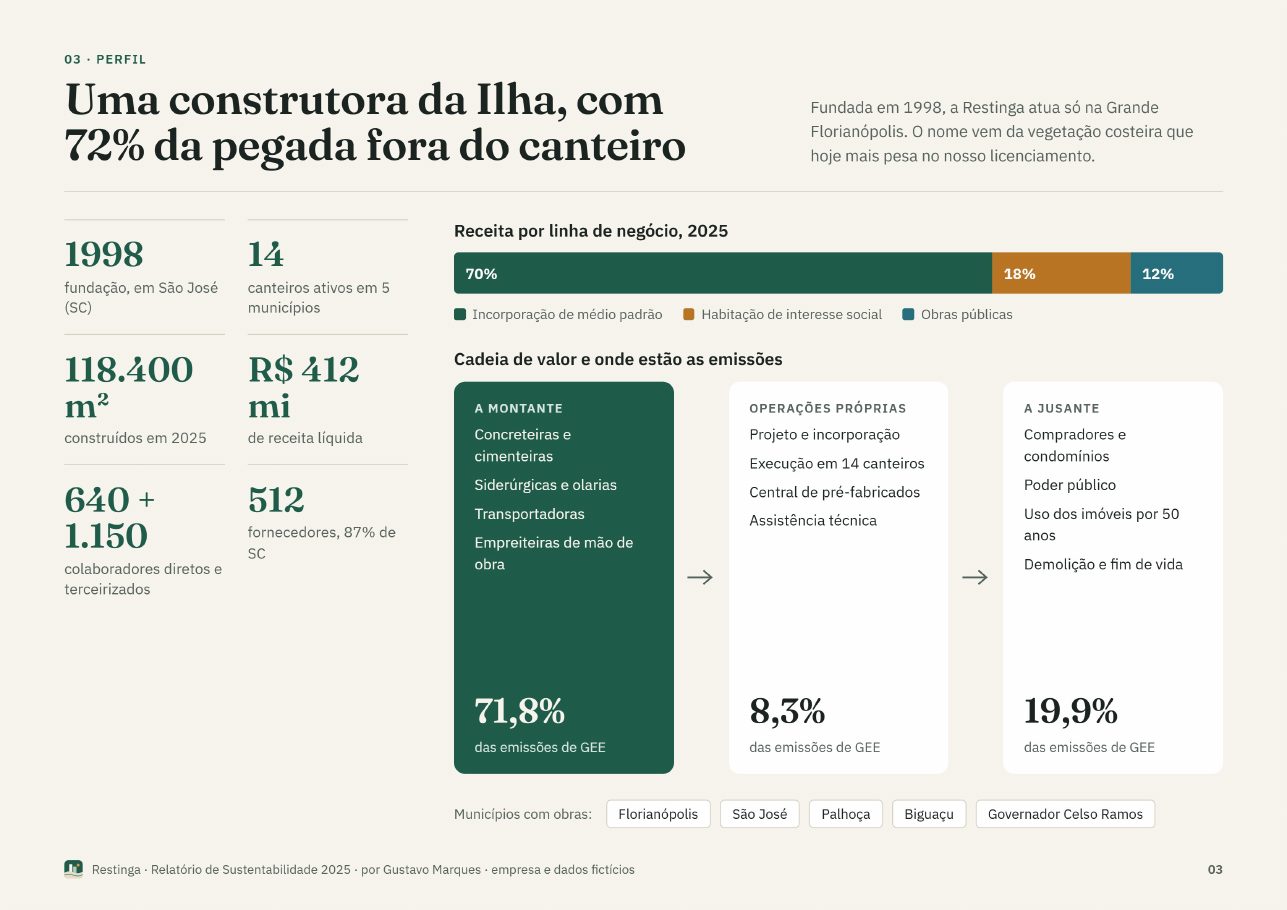 03 · PERFIL
Uma construtora da Ilha, com
72% da pegada fora do canteiro
Fundada em 1998, a Restinga atua só na Grande
Florianópolis. O nome vem da vegetação costeira que
hoje mais pesa no nosso licenciamento.
1998
fundação, em São José
(SC)
14
canteiros ativos em 5
municípios
118.400
m²
construídos em 2025
R$ 412
mi
de receita líquida
640 +
1.150
colaboradores diretos e
terceirizados
512
fornecedores, 87% de
SC
Receita por linha de negócio, 2025
70%
18%
12%
Incorporação de médio padrão
Habitação de interesse social
Obras públicas
Cadeia de valor e onde estão as emissões
A MONTANTE
Concreteiras e
cimenteiras
Siderúrgicas e olarias
Transportadoras
Empreiteiras de mão de
obra
71,8%
das emissões de GEE
→
OPERAÇÕES PRÓPRIAS
Projeto e incorporação
Execução em 14 canteiros
Central de pré-fabricados
Assistência técnica
8,3%
das emissões de GEE
→
A JUSANTE
Compradores e
condomínios
Poder público
Uso dos imóveis por 50
anos
Demolição e fim de vida
19,9%
das emissões de GEE
Municípios com obras:
Florianópolis
São José
Palhoça
Biguaçu
Governador Celso Ramos
Restinga · Relatório de Sustentabilidade 2025 · por Gustavo Marques · empresa e dados fictícios
03